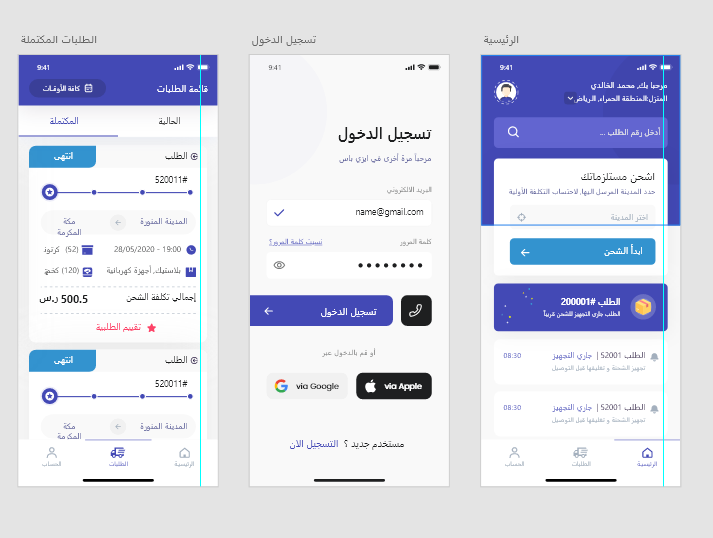 الرئيسية
9:41
مرحبا بك, محمد الخالدي
المنزل:المنطقة الحمراء, الرياض
أدخل رقم الطلب ...
اشحن مستلزماتك
حدد المدينة المرسل اليها, لاحتساب التكلفة الأولية
اختر المدينة
ابدأ الشحن
الطلب #200001
الطلب جاري التجهيز للشحن قريباً
الطلب 52001 | جاري التجهيز
08:30
تجهيز الشحنة و تغليفها قبل التوصيل
الطلب 52001 | جاري التجهيز
08:30
تجهيز الشحنة و تغليفها قبل التوصيل
الرئيسية
الطلبات
الحساب
تسجيل الدخول
9:41
تسجيل الدخول
مرحباً مرة أخرى في ايزي باس
البريد الالكتروني
name@gmail.com
كلمة المرور
نسيت كلمة المرور؟
تسجيل الدخول
أو قم بالدخول عبر
via Google
via Apple
مستخدم جديد ؟ التسجيل الآن
الطلبات المكتملة
9:41
قائمة الطلبات
كافة الأوقات
الحالية
المكتملة
الطلب
انتهى
520011#
المدينة المنورة
مكة
المكرمة
28/05/2020 - 19:00
(52) كرتونة
بلاستيك, أجهزة كهربائية
(120) كجم
إجمالي تكلفة الشحن
500.5 ر.س
تقييم الطلبية
الطلب
انتهى
520011#
المدينة المنورة
مكة
المكرمة
الرئيسية
الطلبات
الحساب